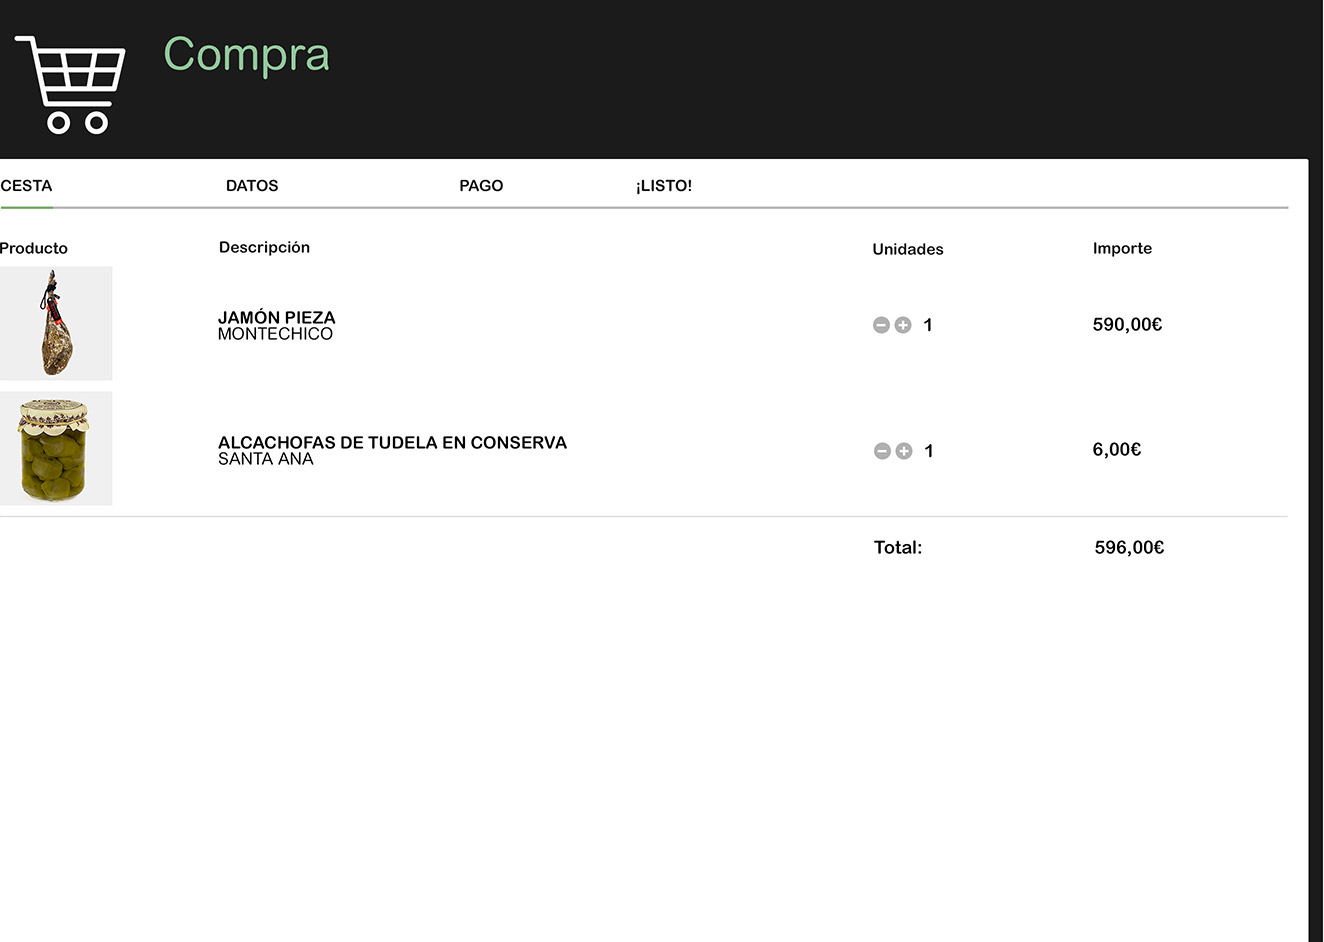 Compra
CESTA DATOS PAGO ¡LISTO!
Producto Descripción Unidades Importe
JAMÓN PIEZA
MONTECHICO
1 590,00€
ALCACHOFAS DE TUDELA EN CONSERVA
SANTA ANA
1 6,00€
Total: 596,00€